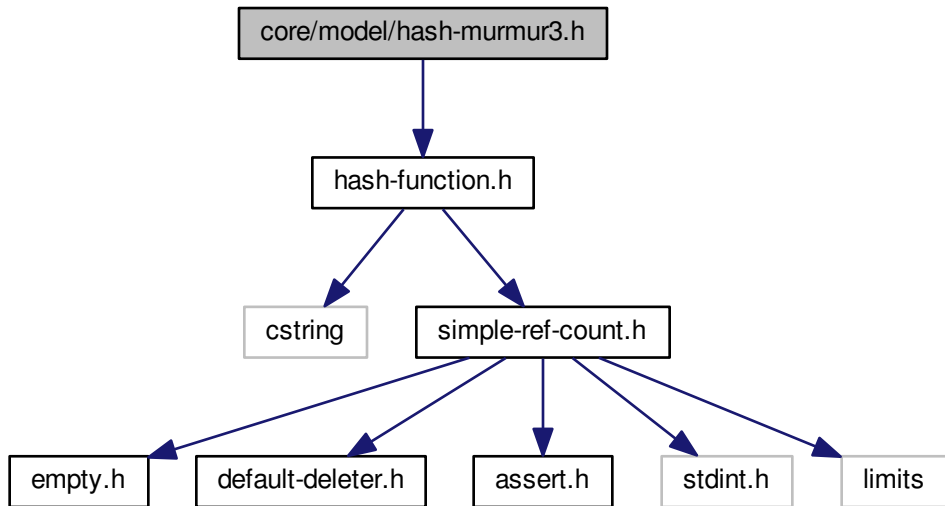 core/model/hash-murmur3.h
hash-function.h
cstring
simple-ref-count.h
empty.h
default-deleter.h
assert.h
stdint.h
limits